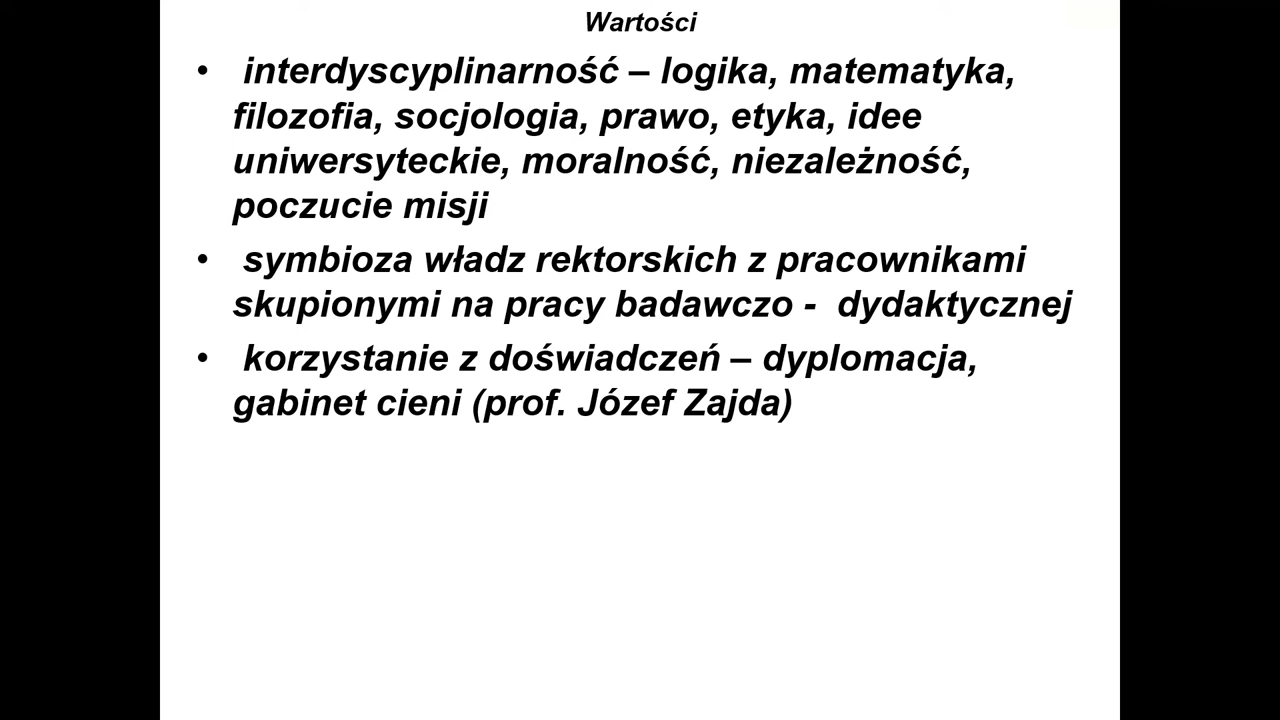 Wartości
• interdyscyplinarność – logika, matematyka,
filozofia, socjologia, prawo, etyka, idee
uniwersyteckie, moralność, niezależność,
poczucie misji
• symbioza władz rektorskich z pracownikami
skupionymi na pracy badawczo - dydaktycznej
• korzystanie z doświadczeń – dyplomacja,
gabinet cieni (prof. Józef Zajda)